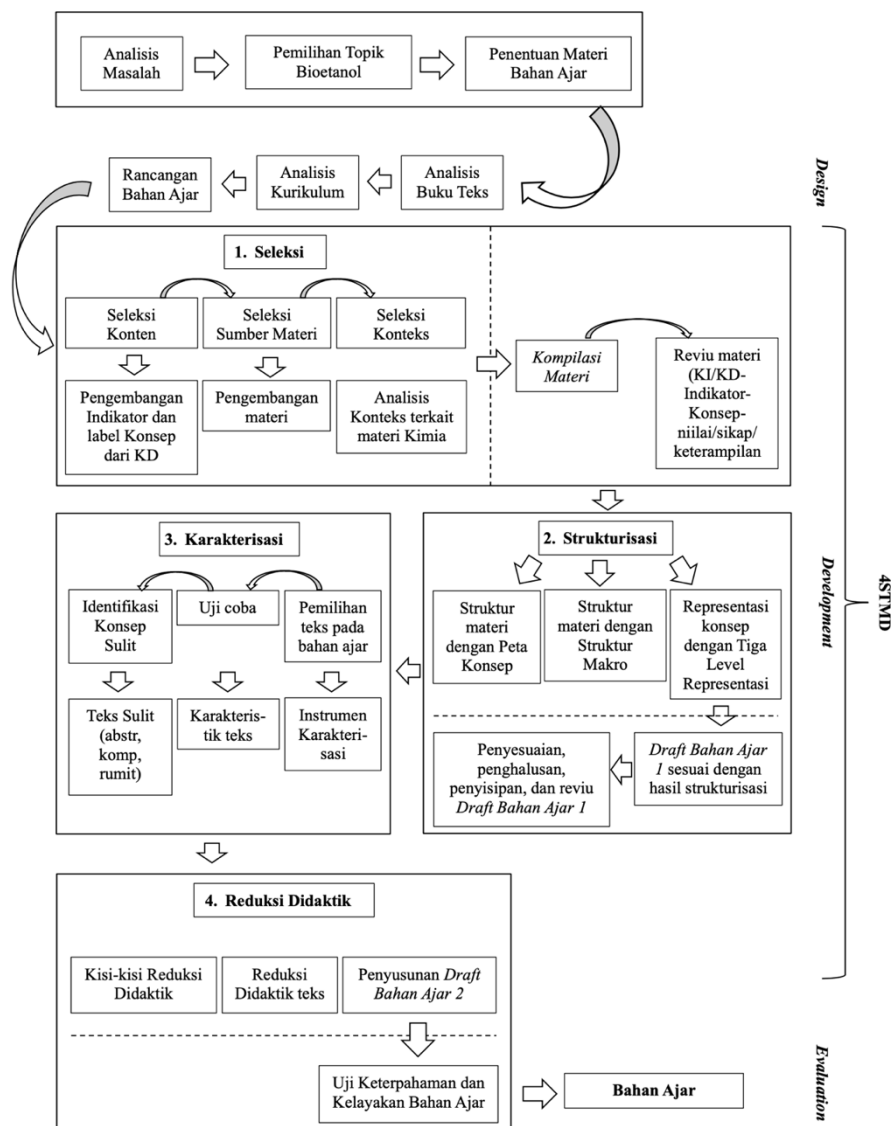 Analisis
Masalah
Pemilihan Topik
Bioetanol
Penentuan Materi
Bahan Ajar
Rancangan
Bahan Ajar
Analisis
Kurikulum
Analisis
Buku Teks
Design
1. Seleksi
Seleksi
Konten
Seleksi
Sumber Materi
Seleksi
Konteks
Pengembangan
Indikator dan
label Konsep
dari KD
Pengembangan
materi
Analisis
Konteks terkait
materi Kimia
Kompilasi
Materi
Reviu materi
(KI/KD-
Indikator-
Konsep-
niilai/sikap/
keterampilan
3. Karakterisasi
Identifikasi
Konsep
Sulit
Uji coba
Pemilihan
teks pada
bahan ajar
Teks Sulit
(abstr,
komp,
rumit)
Karakteris-
tik teks
Instrumen
Karakteri-
sasi
2. Strukturisasi
Struktur
materi
dengan Peta
Konsep
Struktur
materi dengan
Struktur
Makro
Representasi
konsep
dengan Tiga
Level
Representasi
Penyesuaian,
penghalusan,
penyisipan, dan reviu
Draft Bahan Ajar 1
Draft Bahan Ajar
1 sesuai dengan
hasil strukturisasi
Development
4STMD
4. Reduksi Didaktik
Kisi-kisi Reduksi
Didaktik
Reduksi
Didaktik teks
Penyusunan Draft
Bahan Ajar 2
Uji Keterpahaman dan
Kelayakan Bahan Ajar
Bahan Ajar
Evaluation